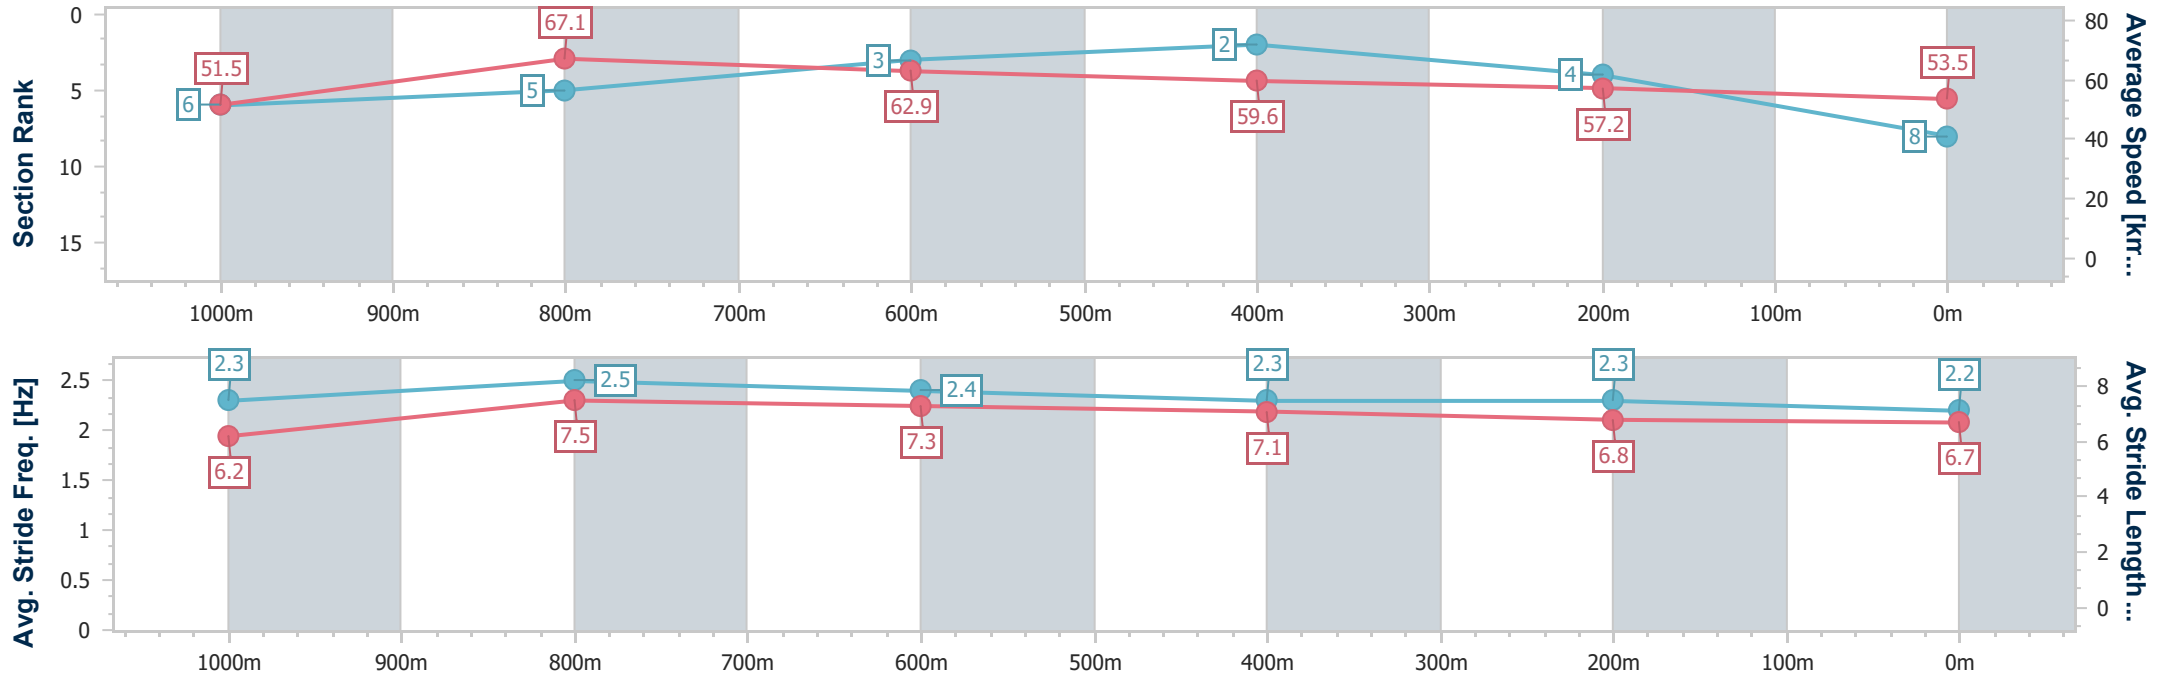 Section Rank
0
5
10
15
51.5
67.1
62.9
59.6
57.2
53.5
6
5
3
2
4
8
80
60
40
20
0
Average Speed [km...
1000m
900m
800m
700m
600m
500m
400m
300m
200m
100m
0m
Avg. Stride Freq. [Hz]
2.5
2
1.5
1
0.5
0
2.3
2.5
2.4
2.3
2.3
2.2
6.2
7.5
7.3
7.1
6.8
6.7
8
6
4
2
0
Avg. Stride Length ...
1000m
900m
800m
700m
600m
500m
400m
300m
200m
100m
0m